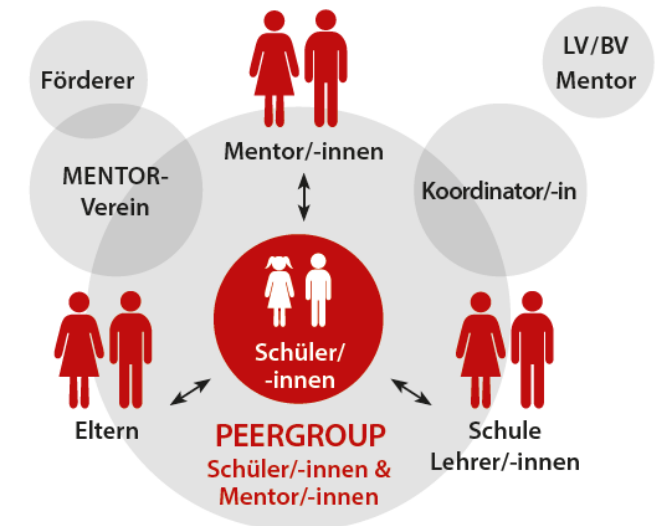 Förderer
LV/BV
Mentor
Mentor/-innen
MENTOR-
Verein
Koordinator/-in
Schüler/
-innen
Eltern
PEERGROUP
Schüler/-innen &
Mentor/-innen
Schule
Lehrer/-innen